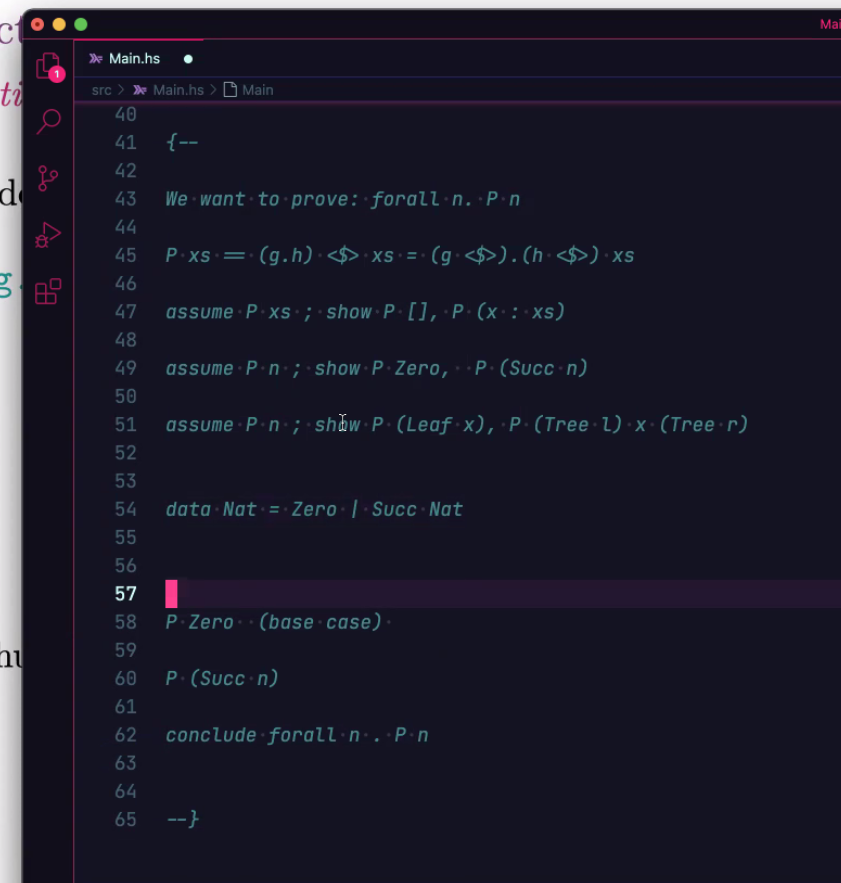 Mai
Main.hs
1
src > Main.hs > Main
40
41 {--
42
43 We want to prove: forall n. P n
44
45 P xs == (g.h) <$> xs = (g <$>).(h <$>) xs
46
47 assume P xs ; show P [], P (x : xs)
48
49 assume P n ; show P Zero,  P (Succ n)
50
51 assume P n ; show P (Leaf x), P (Tree l) x (Tree r)
52
53
54 data Nat = Zero | Succ Nat
55
56
57
58 P Zero  (base case)
59
60 P (Succ n)
61
62 conclude forall n . P n
63
64
65 --}